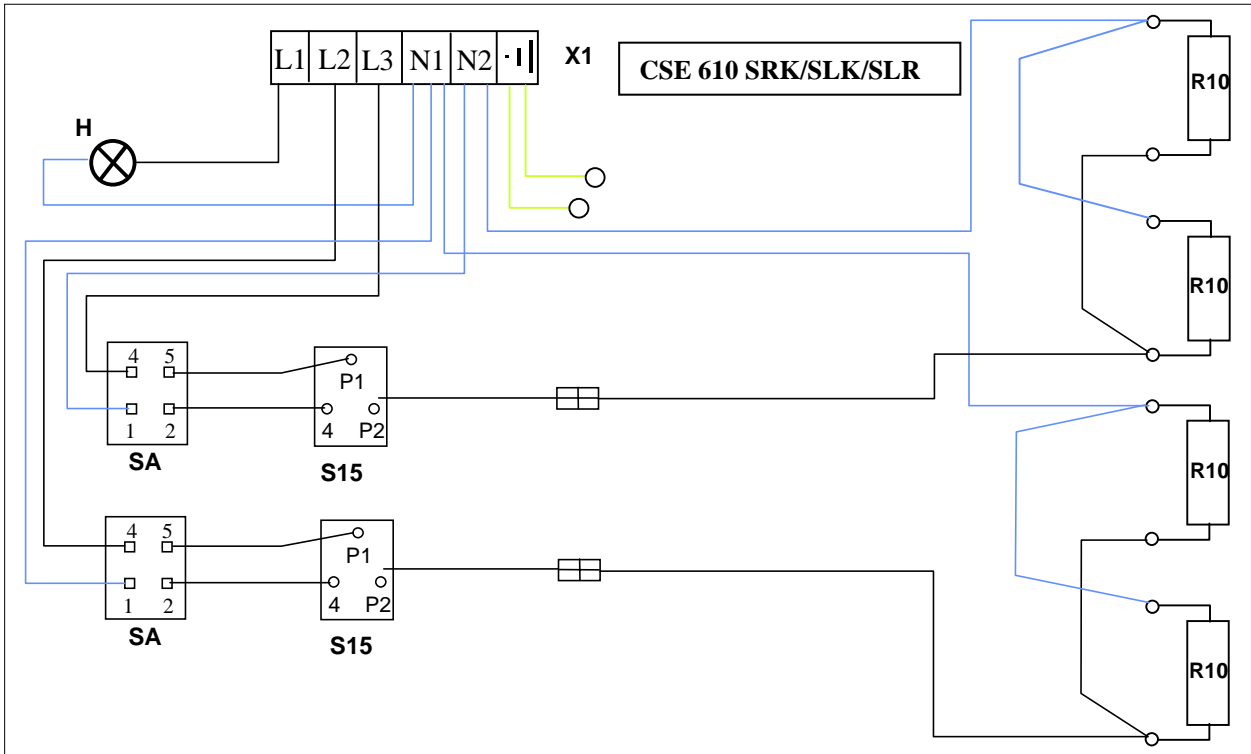 L1 L2 L3 N1 N2 X1
CSE 610 SRK/SLK/SLR
H
R10
R10
4 5
1 2
SA
P1
4 P2
S15
R10
4 5
1 2
SA
P1
4 P2
S15
R10